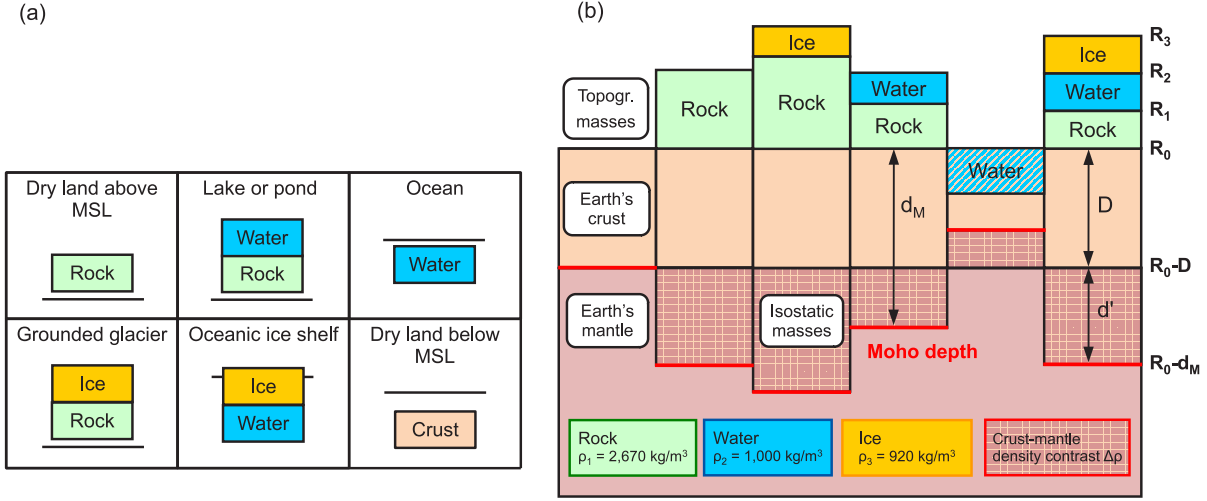 (a)
Dry land above
MSL
Rock
Lake or pond
Water
Rock
Ocean
Water
Grounded glacier
Ice
Rock
Oceanic ice shelf
Ice
Water
Dry land below
MSL
Crust
(b)
Topogr.
masses
Rock
Ice
Rock
Water
Rock
Water
Ice
Water
Rock
R₃
R₂
R₁
R₀
Earth's
crust
d_M
D
R₀-D
Earth's
mantle
Isostatic
masses
d'
Moho depth
R₀-d_M
Rock
ρ₁ = 2,670 kg/m³
Water
ρ₂ = 1,000 kg/m³
Ice
ρ₃ = 920 kg/m³
Crust-mantle
density contrast Δρ